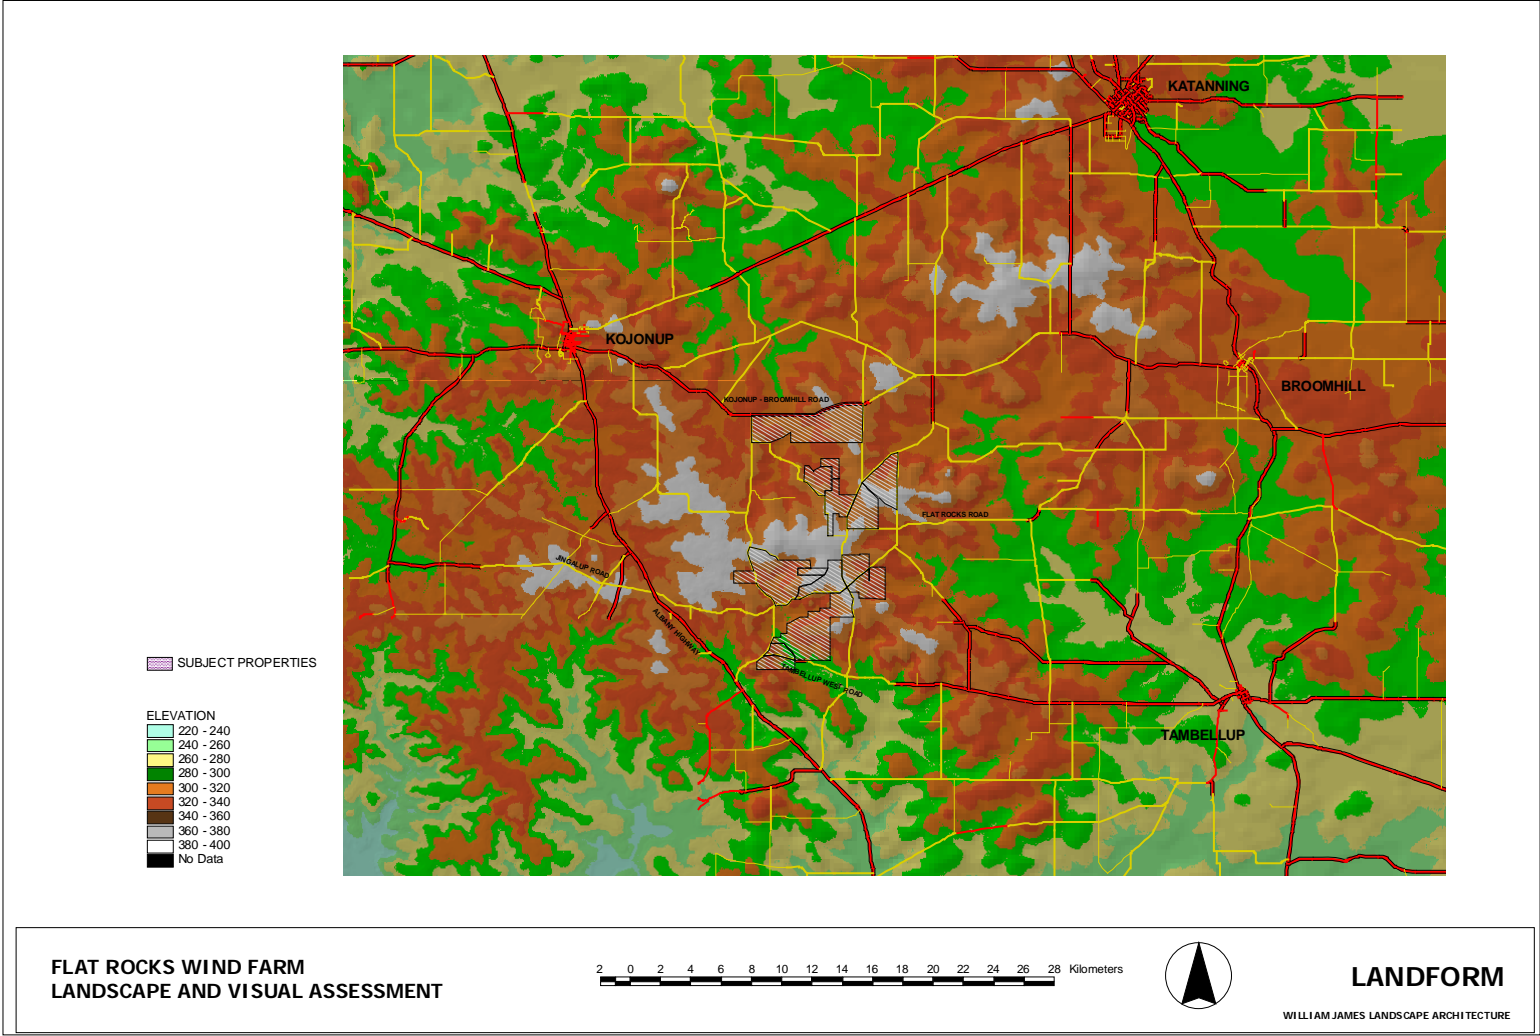 KATANNING
KOJONUP
BROOMHILL
KOJONUP - BROOMHILL ROAD
FLAT ROCKS ROAD
JINGALUP ROAD
ALBANY HIGHWAY
TAMBELLUP WEST ROAD
TAMBELLUP
SUBJECT PROPERTIES
ELEVATION
220 - 240
240 - 260
260 - 280
280 - 300
300 - 320
320 - 340
340 - 360
360 - 380
380 - 400
No Data
FLAT ROCKS WIND FARM
LANDSCAPE AND VISUAL ASSESSMENT
2 0 2 4 6 8 10 12 14 16 18 20 22 24 26 28 Kilometers
LANDFORM
WILLIAM JAMES LANDSCAPE ARCHITECTURE